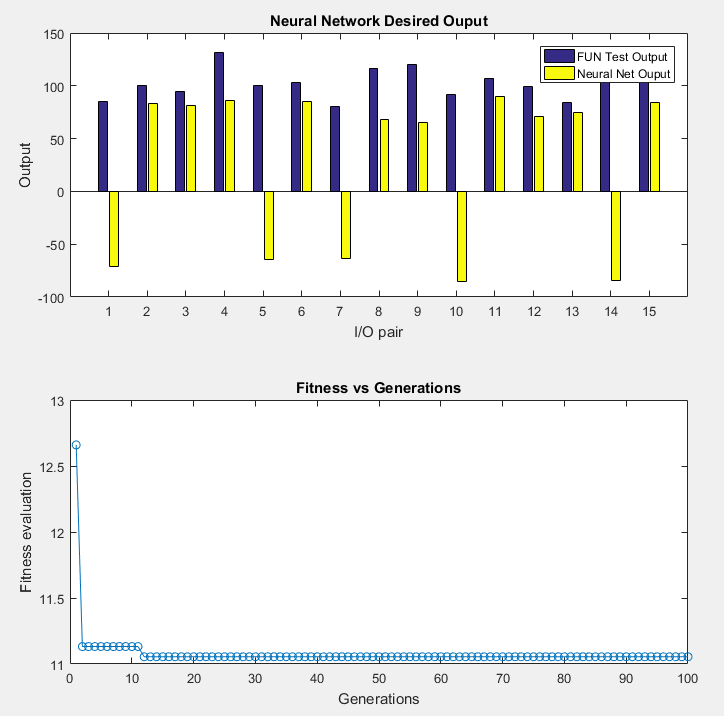 Neural Network Desired Ouput
150
100
50
0
-50
-100
Output
FUN Test Output
Neural Net Ouput
1 2 3 4 5 6 7 8 9 10 11 12 13 14 15
I/O pair
Fitness vs Generations
13
12.5
12
11.5
11
Fitness evaluation
0 10 20 30 40 50 60 70 80 90 100
Generations